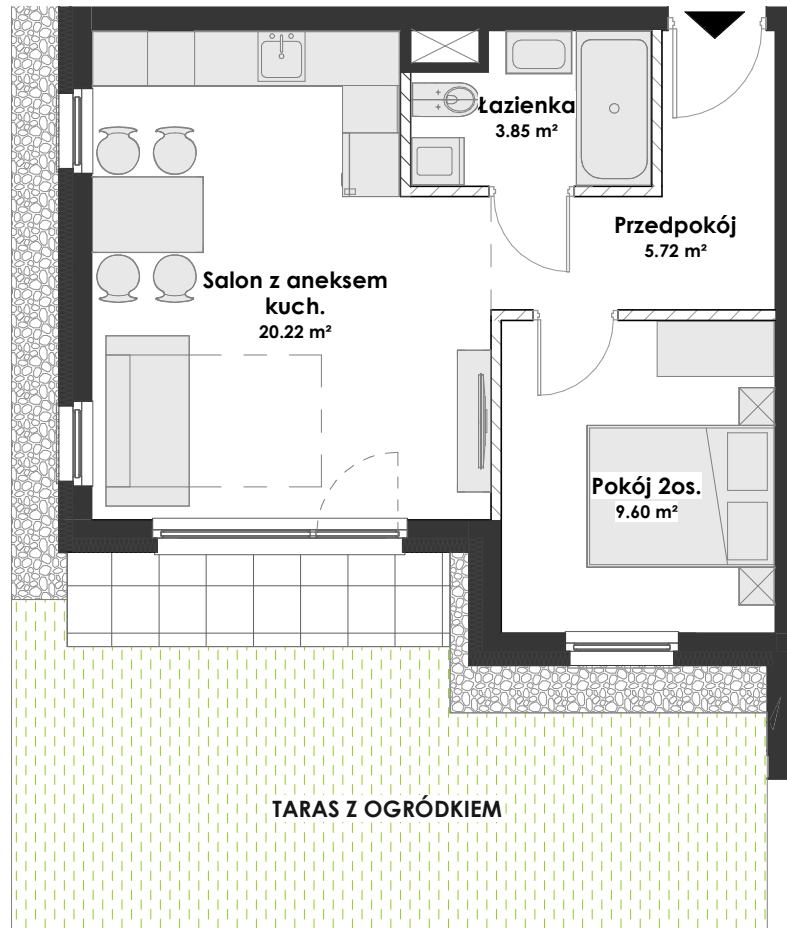 Łazienka
3.85 m²
Przedpokój
5.72 m²
Salon z aneksem
kuch.
20.22 m²
Pokój 2os.
9.60 m²
TARAS Z OGRÓDKIEM